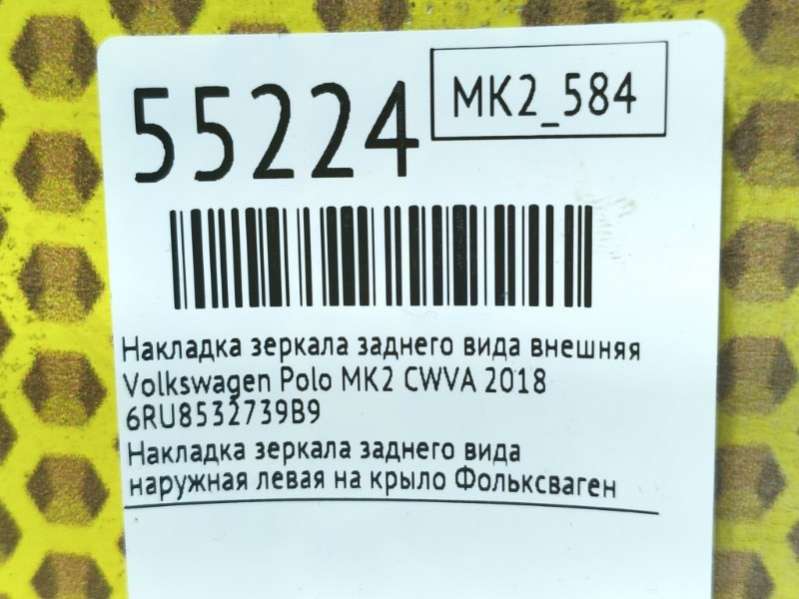 55224
MK2_584
Накладка зеркала заднего вида внешняя
Volkswagen Polo MK2 CWVA 2018
6RU8532739B9
Накладка зеркала заднего вида
наружная левая на крыло Фольксваген